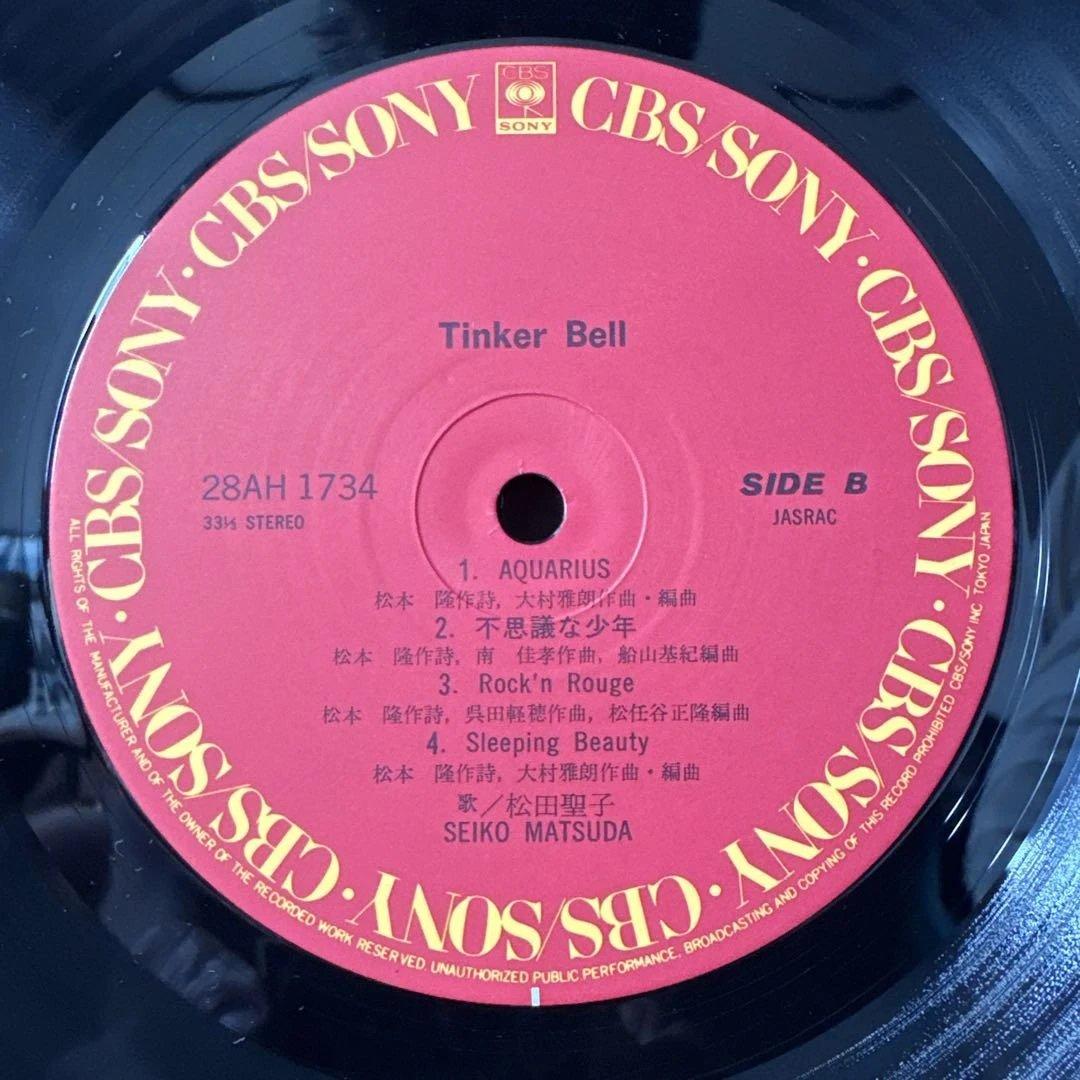 CBS
SONY
CBS/SONY · CBS/SONY · CBS/SONY · CBS/SONY · CBS/SONY · CBS/SONY · CBS/SONY · CBS/SONY
Tinker Bell
28AH 1734
33⅓ STEREO
SIDE B
JASRAC
1. AQUARIUS
松本 隆作詩, 大村雅朗作曲・編曲
2. 不思議な少年
松本 隆作詩, 南 佳孝作曲, 船山基紀編曲
3. Rock'n Rouge
松本 隆作詩, 呉田軽穂作曲, 松任谷正隆編曲
4. Sleeping Beauty
松本 隆作詩, 大村雅朗作曲・編曲
歌／松田聖子
SEIKO MATSUDA
ALL RIGHTS OF THE MANUFACTURER AND OF THE OWNER OF THE RECORDED WORK RESERVED. UNAUTHORIZED PUBLIC PERFORMANCE. BROADCASTING AND COPYING OF THIS RECORD PROHIBITED CBS/SONY INC TOKYO JAPAN